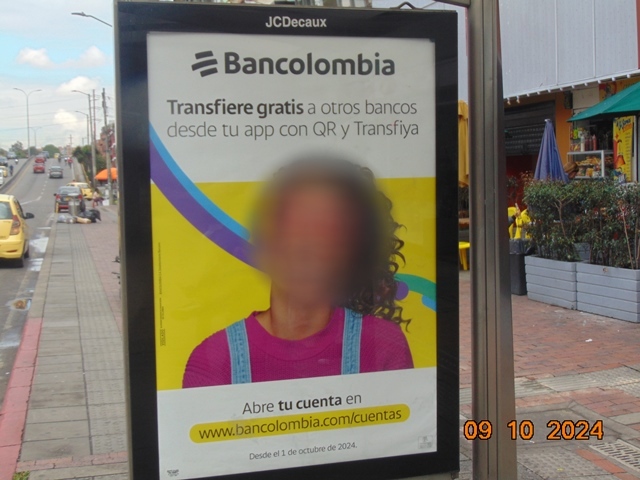 JCDecaux
Bancolombia
Transfiere gratis a otros bancos
desde tu app con QR y Transfiya
Abre tu cuenta en
www.bancolombia.com/cuentas
Desde el 1 de octubre de 2024.
09 10 2024